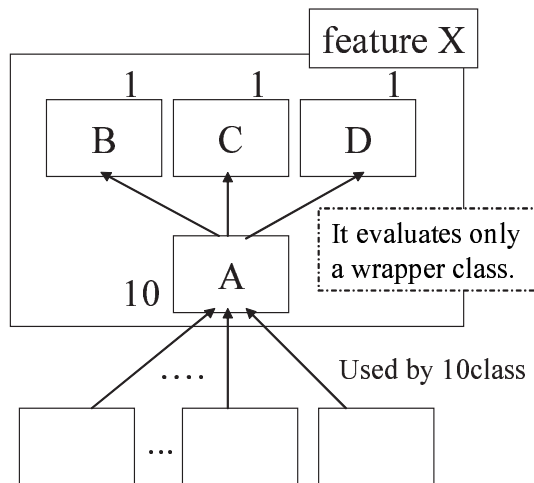 feature X
1 1 1
B C D
It evaluates only
a wrapper class.
A
10
....
Used by 10class
...